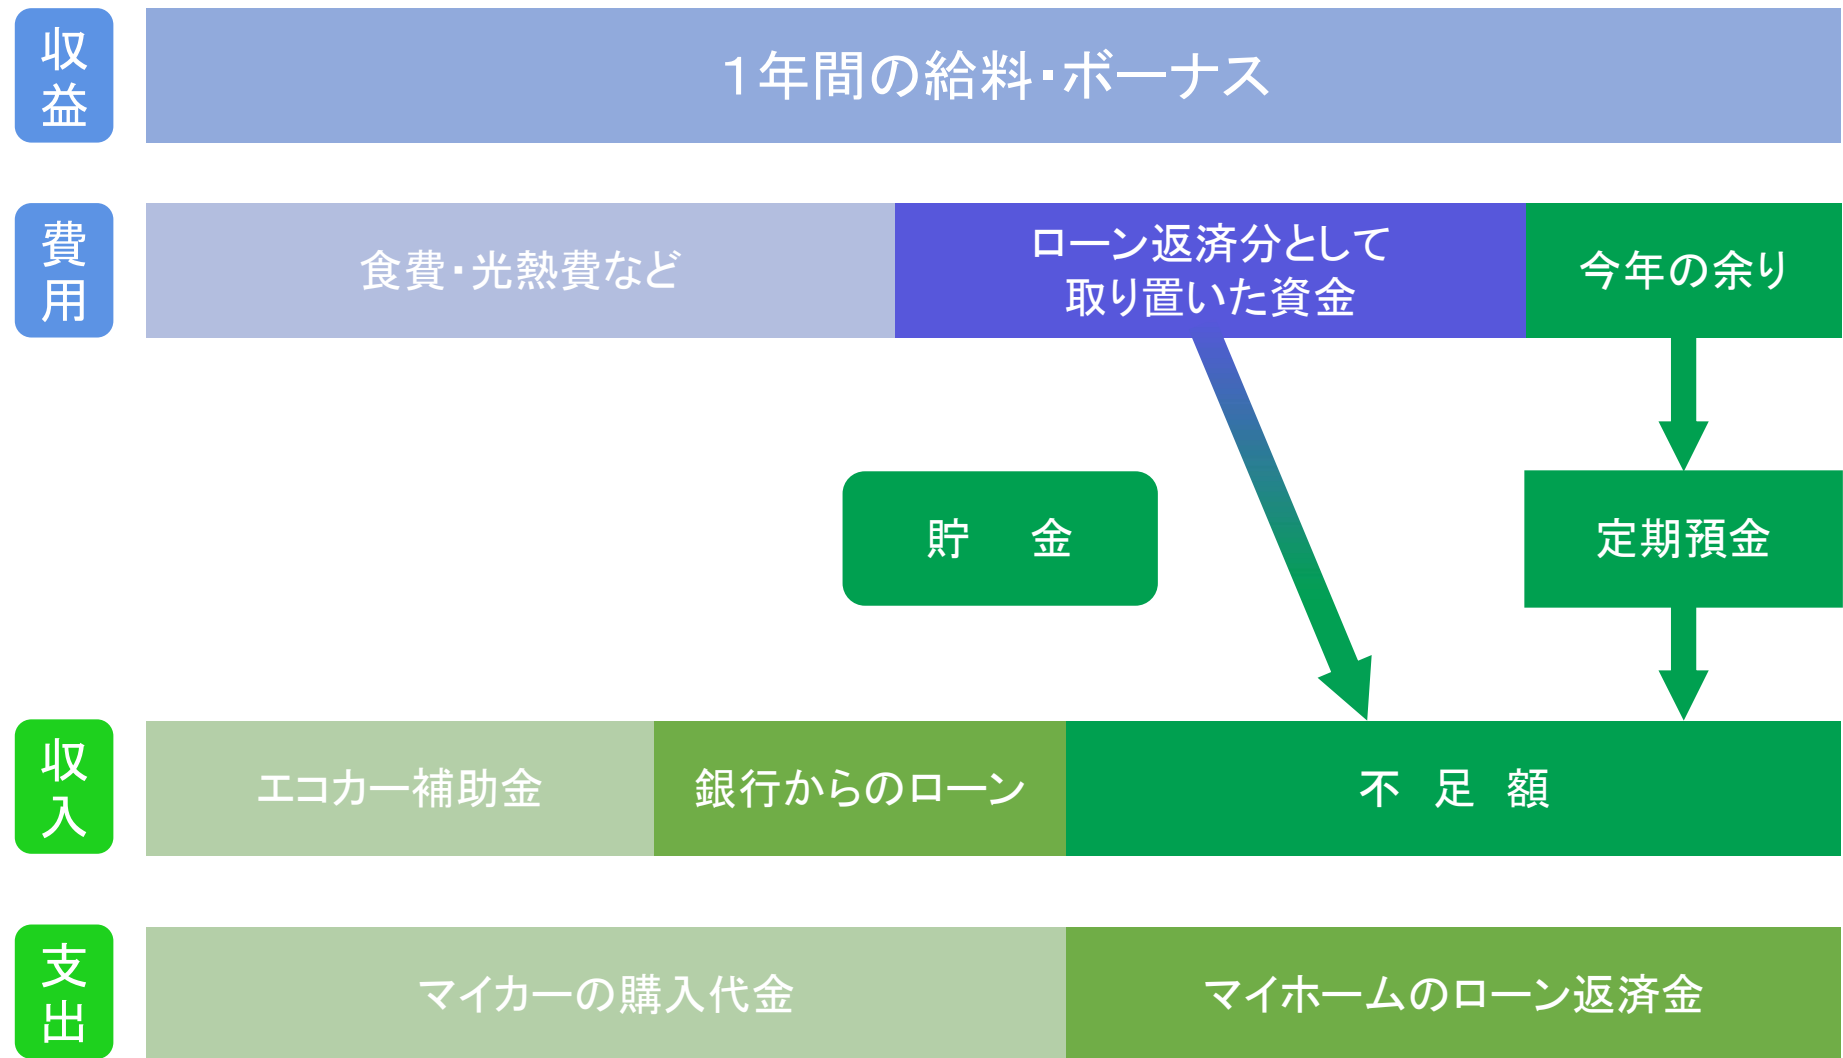 収益
1年間の給料・ボーナス
費用
食費・光熱費など
ローン返済分として
取り置いた資金
今年の余り
貯　金
定期預金
収入
エコカー補助金
銀行からのローン
不 足 額
支出
マイカーの購入代金
マイホームのローン返済金